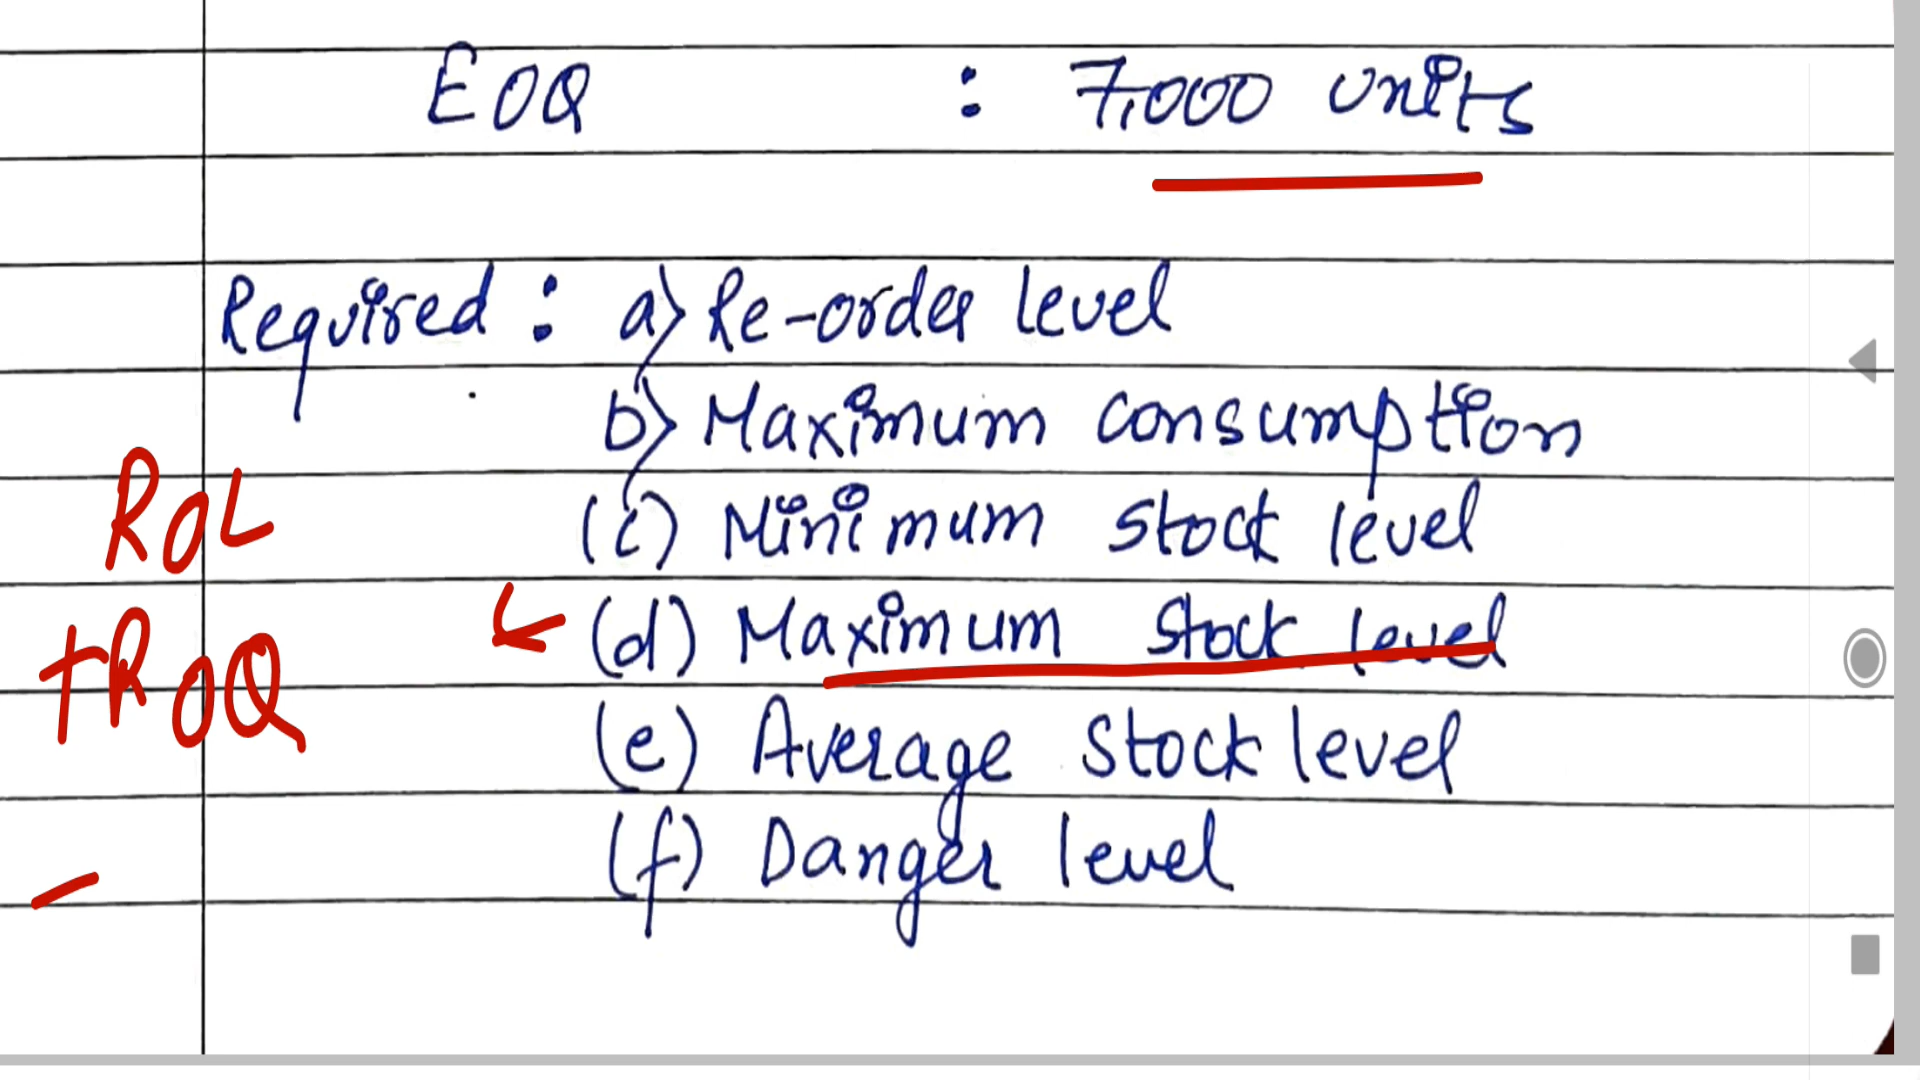 EOQ : 7,000 units
Required : a) Re-order level
b) Maximum consumption
(c) Minimum stock level
(d) Maximum stock level
(e) Average stock level
(f) Danger level
ROL
+ROQ
-